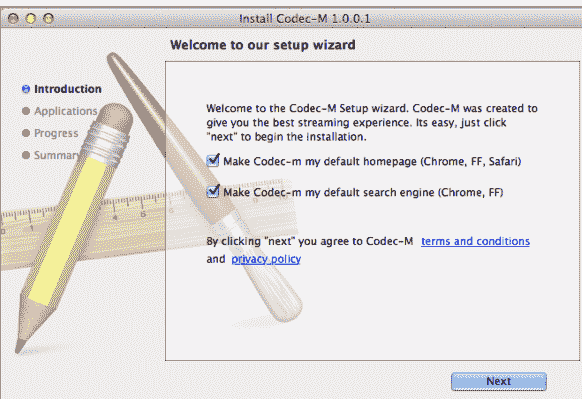 Install Codec-M 1.0.0.1
Welcome to our setup wizard
Introduction
Applications
Progress
Summary
Welcome to the Codec-M Setup wizard. Codec-M was created to
give you the best streaming experience. Its easy, just click
"next" to begin the installation.
Make Codec-m my default homepage (Chrome, FF, Safari)
Make Codec-m my default search engine (Chrome, FF)
By clicking "next" you agree to Codec-M terms and conditions
and privacy policy
Next